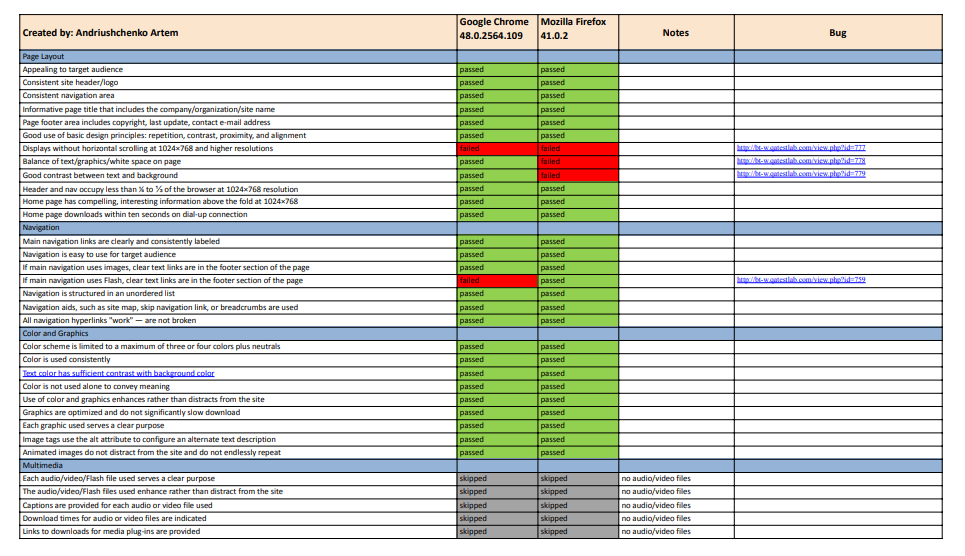 Created by: Andriushchenko Artem Google Chrome 48.0.2564.109 Mozilla Firefox 41.0.2 Notes Bug
Page Layout
Appealing to target audience passed passed
Consistent site header/logo passed passed
Consistent navigation area passed passed
Informative page title that includes the company/organization/site name passed passed
Page footer area includes copyright, last update, contact e-mail address passed passed
Good use of basic design principles: repetition, contrast, proximity, and alignment passed passed
Displays without horizontal scrolling at 1024×768 and higher resolutions failed failed http://bt-w.qatestlab.com/view.php?id=777
Balance of text/graphics/white space on page passed failed http://bt-w.qatestlab.com/view.php?id=778
Good contrast between text and background passed failed http://bt-w.qatestlab.com/view.php?id=779
Header and nav occupy less than ¼ to ⅓ of the browser at 1024×768 resolution passed passed
Home page has compelling, interesting information above the fold at 1024×768 passed passed
Home page downloads within ten seconds on dial-up connection passed passed
Navigation
Main navigation links are clearly and consistently labeled passed passed
Navigation is easy to use for target audience passed passed
If main navigation uses images, clear text links are in the footer section of the page passed passed
If main navigation uses Flash, clear text links are in the footer section of the page failed passed http://bt-w.qatestlab.com/view.php?id=759
Navigation is structured in an unordered list passed passed
Navigation aids, such as site map, skip navigation link, or breadcrumbs are used passed passed
All navigation hyperlinks "work" — are not broken passed passed
Color and Graphics
Color scheme is limited to a maximum of three or four colors plus neutrals passed passed
Color is used consistently passed passed
Text color has sufficient contrast with background color passed passed
Color is not used alone to convey meaning passed passed
Use of color and graphics enhances rather than distracts from the site passed passed
Graphics are optimized and do not significantly slow download passed passed
Each graphic used serves a clear purpose passed passed
Image tags use the alt attribute to configure an alternate text description passed passed
Animated images do not distract from the site and do not endlessly repeat passed passed
Multimedia
Each audio/video/Flash file used serves a clear purpose skipped skipped no audio/video files
The audio/video/Flash files used enhance rather than distract from the site skipped skipped no audio/video files
Captions are provided for each audio or video file used skipped skipped no audio/video files
Download times for audio or video files are indicated skipped skipped no audio/video files
Links to downloads for media plug-ins are provided skipped skipped no audio/video files